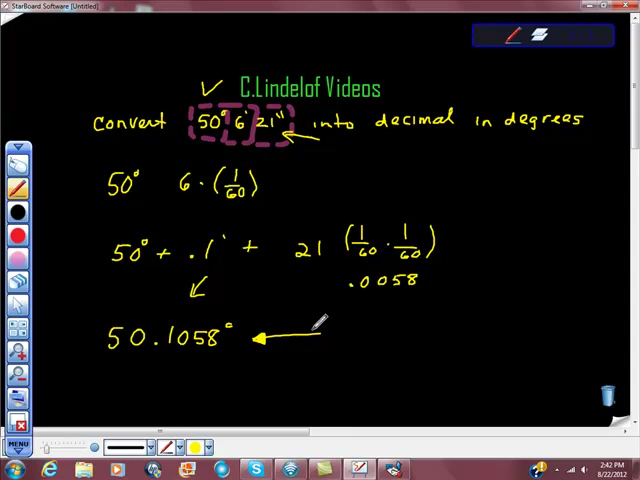 StarBoard Software [Untitled]
C.Lindelof Videos
Convert 50° 6' 21" into decimal in degrees
50° 6 · (1/60)
50° + .1' + 21 (1/60 · 1/60)
.0058
50.1058°
MENU
2:42 PM
8/22/2012